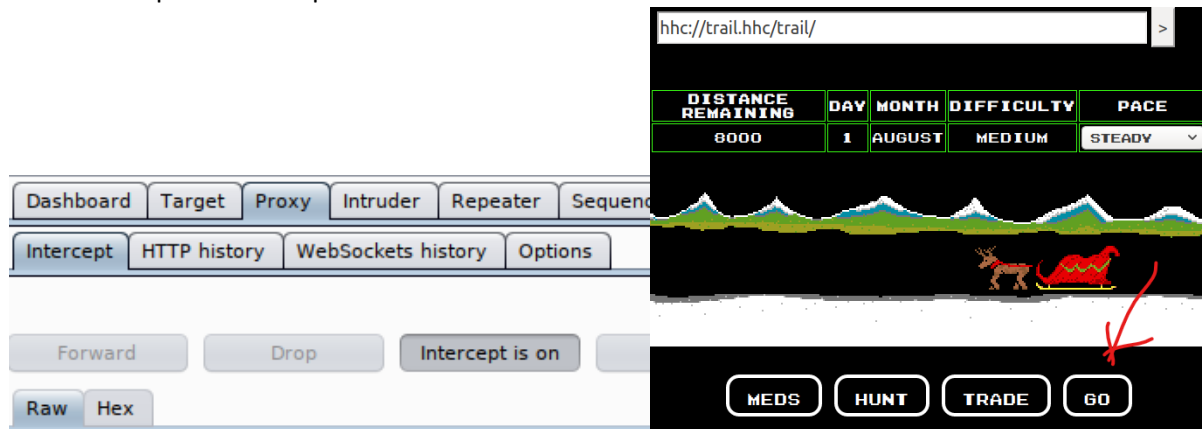 hhc://trail.hhc/trail/ >
DISTANCE REMAINING DAY MONTH DIFFICULTY PACE
8000 1 AUGUST MEDIUM STEADY
Dashboard Target Proxy Intruder Repeater
Intercept HTTP history WebSockets history Options
Forward Drop Intercept is on
Raw Hex
MEDS HUNT TRADE GO